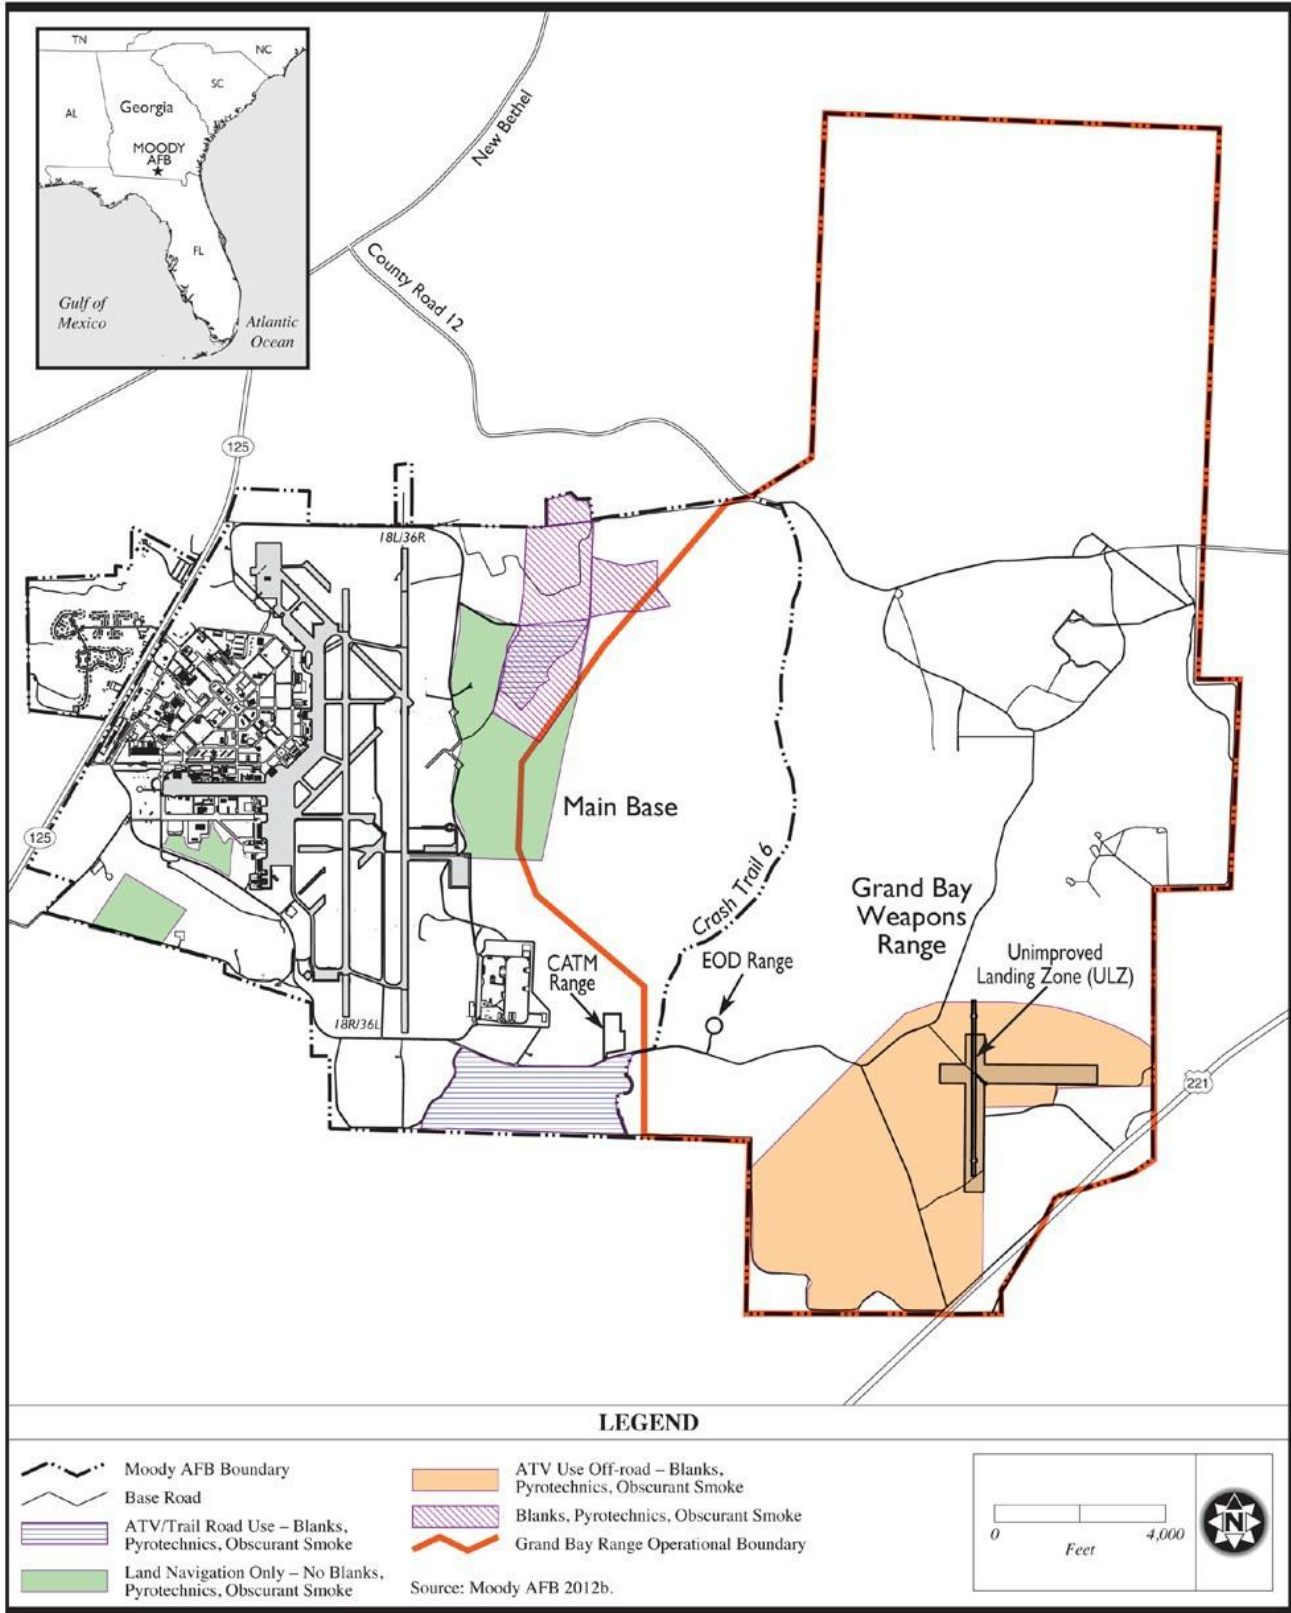 TN
NC
SC
AL
Georgia
MOODY
AFB
FL
Gulf of
Mexico
Atlantic
Ocean
New Bethel
County Road 12
125
18L/36R
Main Base
125
Crash Trail 6
Grand Bay
Weapons
Range
CATM
Range
EOD Range
Unimproved
Landing Zone (ULZ)
18R/36L
221
LEGEND
Moody AFB Boundary
Base Road
ATV/Trail Road Use – Blanks,
Pyrotechnics, Obscurant Smoke
Land Navigation Only – No Blanks,
Pyrotechnics, Obscurant Smoke
ATV Use Off-road – Blanks,
Pyrotechnics, Obscurant Smoke
Blanks, Pyrotechnics, Obscurant Smoke
Grand Bay Range Operational Boundary
Source: Moody AFB 2012b.
0
4,000
Feet
N